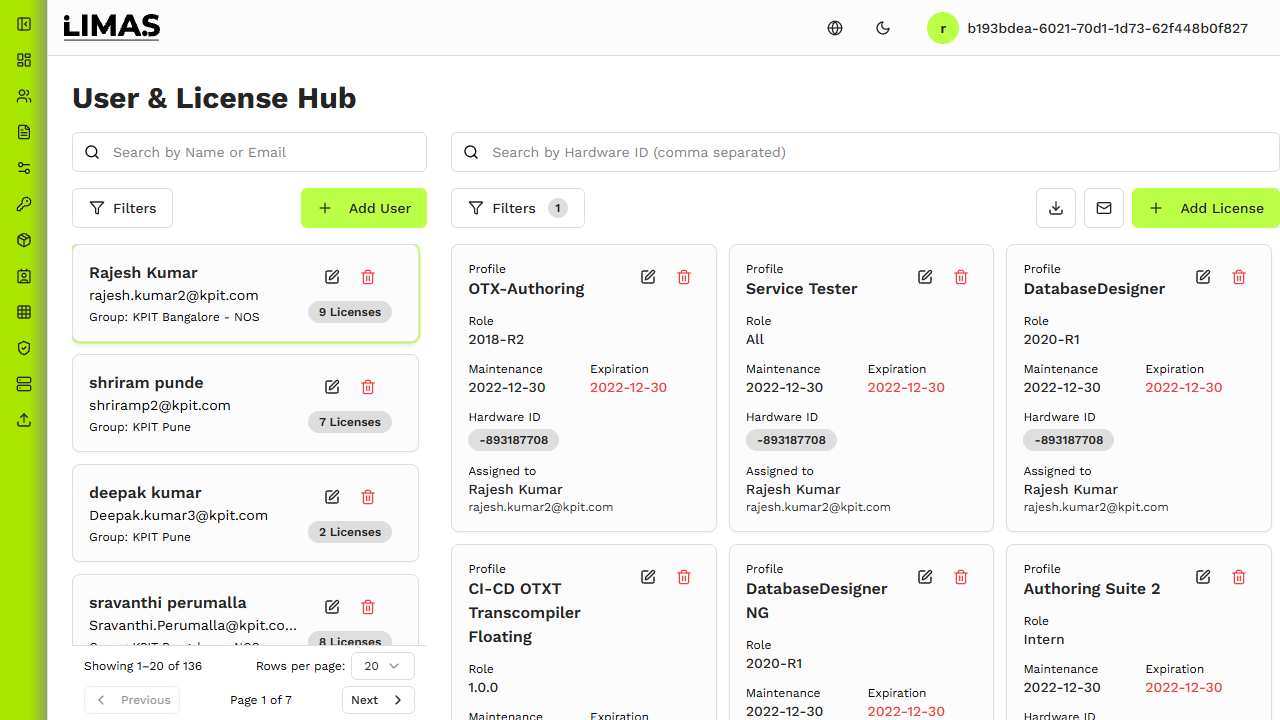 LIMAS
r
b193bdea-6021-70d1-1d73-62f448b0f827
User & License Hub
Search by Name or Email
Search by Hardware ID (comma separated)
Filters
Add User
Filters 1
Add License
Rajesh Kumar
rajesh.kumar2@kpit.com
Group: KPIT Bangalore - NOS
9 Licenses
shriram punde
shriramp2@kpit.com
Group: KPIT Pune
7 Licenses
deepak kumar
Deepak.kumar3@kpit.com
Group: KPIT Pune
2 Licenses
sravanthi perumalla
Sravanthi.Perumalla@kpit.co...
Group: KPIT Bangalore - NOS
8 Licenses
Showing 1–20 of 136
Rows per page: 20
Previous
Page 1 of 7
Next
Profile
OTX-Authoring
Role
2018-R2
Maintenance Expiration
2022-12-30 2022-12-30
Hardware ID
-893187708
Assigned to
Rajesh Kumar
rajesh.kumar2@kpit.com
Profile
Service Tester
Role
All
Maintenance Expiration
2022-12-30 2022-12-30
Hardware ID
-893187708
Assigned to
Rajesh Kumar
rajesh.kumar2@kpit.com
Profile
DatabaseDesigner
Role
2020-R1
Maintenance Expiration
2022-12-30 2022-12-30
Hardware ID
-893187708
Assigned to
Rajesh Kumar
rajesh.kumar2@kpit.com
Profile
CI-CD OTXT
Transcompiler
Floating
Role
1.0.0
Maintenance Expiration
Profile
DatabaseDesigner
NG
Role
2020-R1
Maintenance Expiration
2022-12-30 2022-12-30
Profile
Authoring Suite 2
Role
Intern
Maintenance Expiration
2022-12-30 2022-12-30
Hardware ID